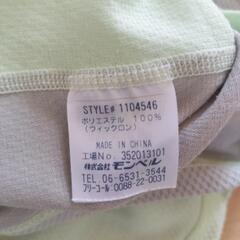 STYLE# 1104546
ポリエステル 100%
(ウィックロン)
MADE IN CHINA
工場No. 352013101
株式会社 モンベル
TEL. 06-6531-3544
フリーコール 0088-22-0031